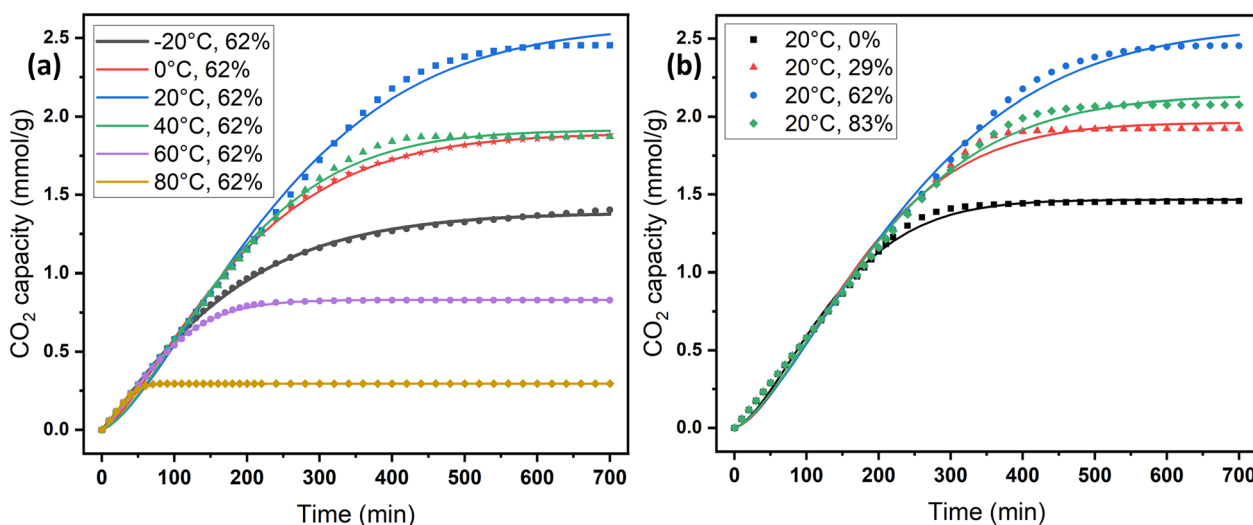 (a)
-20°C, 62%
0°C, 62%
20°C, 62%
40°C, 62%
60°C, 62%
80°C, 62%
CO₂ capacity (mmol/g)
2.5
2.0
1.5
1.0
0.5
0.0
0 100 200 300 400 500 600 700
Time (min)
(b)
20°C, 0%
20°C, 29%
20°C, 62%
20°C, 83%
CO₂ capacity (mmol/g)
2.5
2.0
1.5
1.0
0.5
0.0
0 100 200 300 400 500 600 700
Time (min)